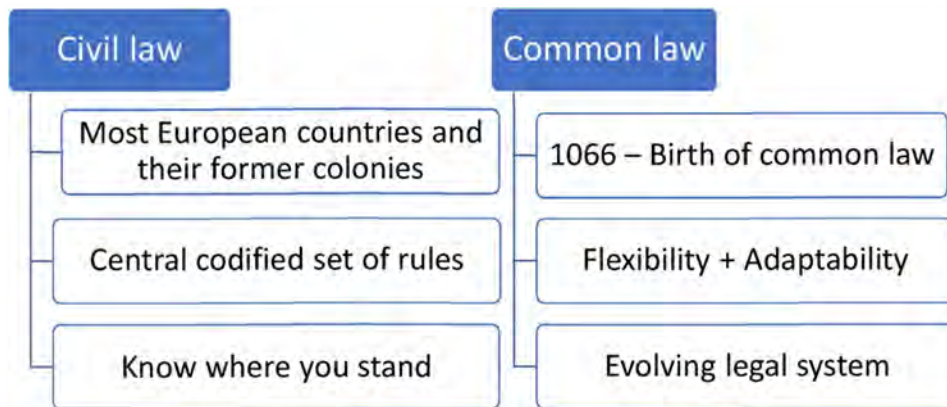 Civil law
Most European countries and
their former colonies
Central codified set of rules
Know where you stand
Common law
1066 – Birth of common law
Flexibility + Adaptability
Evolving legal system